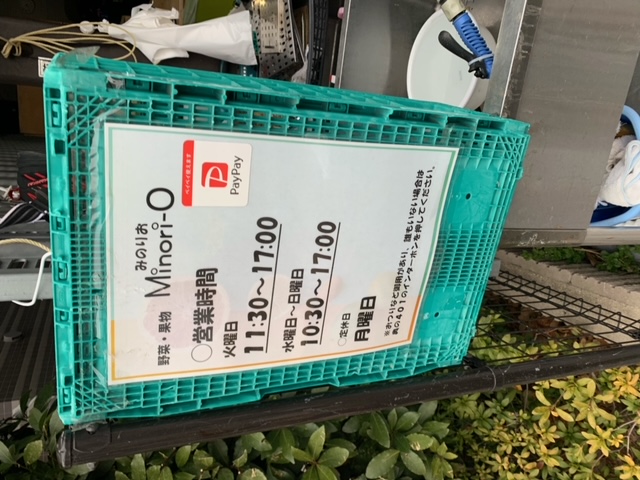 みのりお
野菜・果物 Minori-O
ペイペイ使えます
PayPay
○営業時間
火曜日
11:30〜17:00
水曜日〜日曜日
10:30〜17:00
○定休日
月曜日